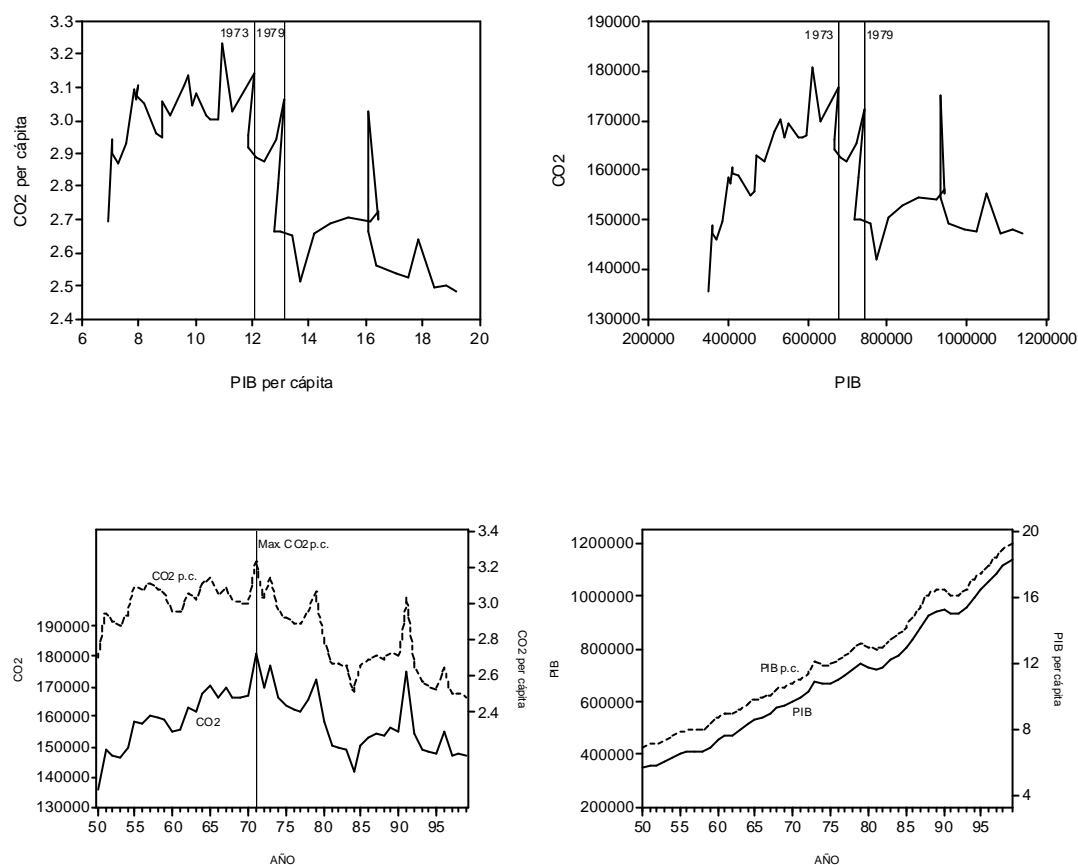 3.3
3.2
3.1
3.0
2.9
2.8
2.7
2.6
2.5
2.4
CO2 per cápita
1973
1979
6 8 10 12 14 16 18 20
PIB per cápita
190000
180000
170000
160000
150000
140000
130000
CO2
1973
1979
200000 400000 600000 800000 1000000 1200000
PIB
190000
180000
170000
160000
150000
140000
130000
CO2
Max. CO2p.c.
CO2 p.c.
CO2
3.4
3.2
3.0
2.8
2.6
2.4
CO2 per cápita
50 55 60 65 70 75 80 85 90 95
AÑO
1200000
1000000
800000
600000
400000
200000
PIB
PIB p.c.
PIB
20
16
12
8
4
PIB per cápita
50 55 60 65 70 75 80 85 90 95
AÑO